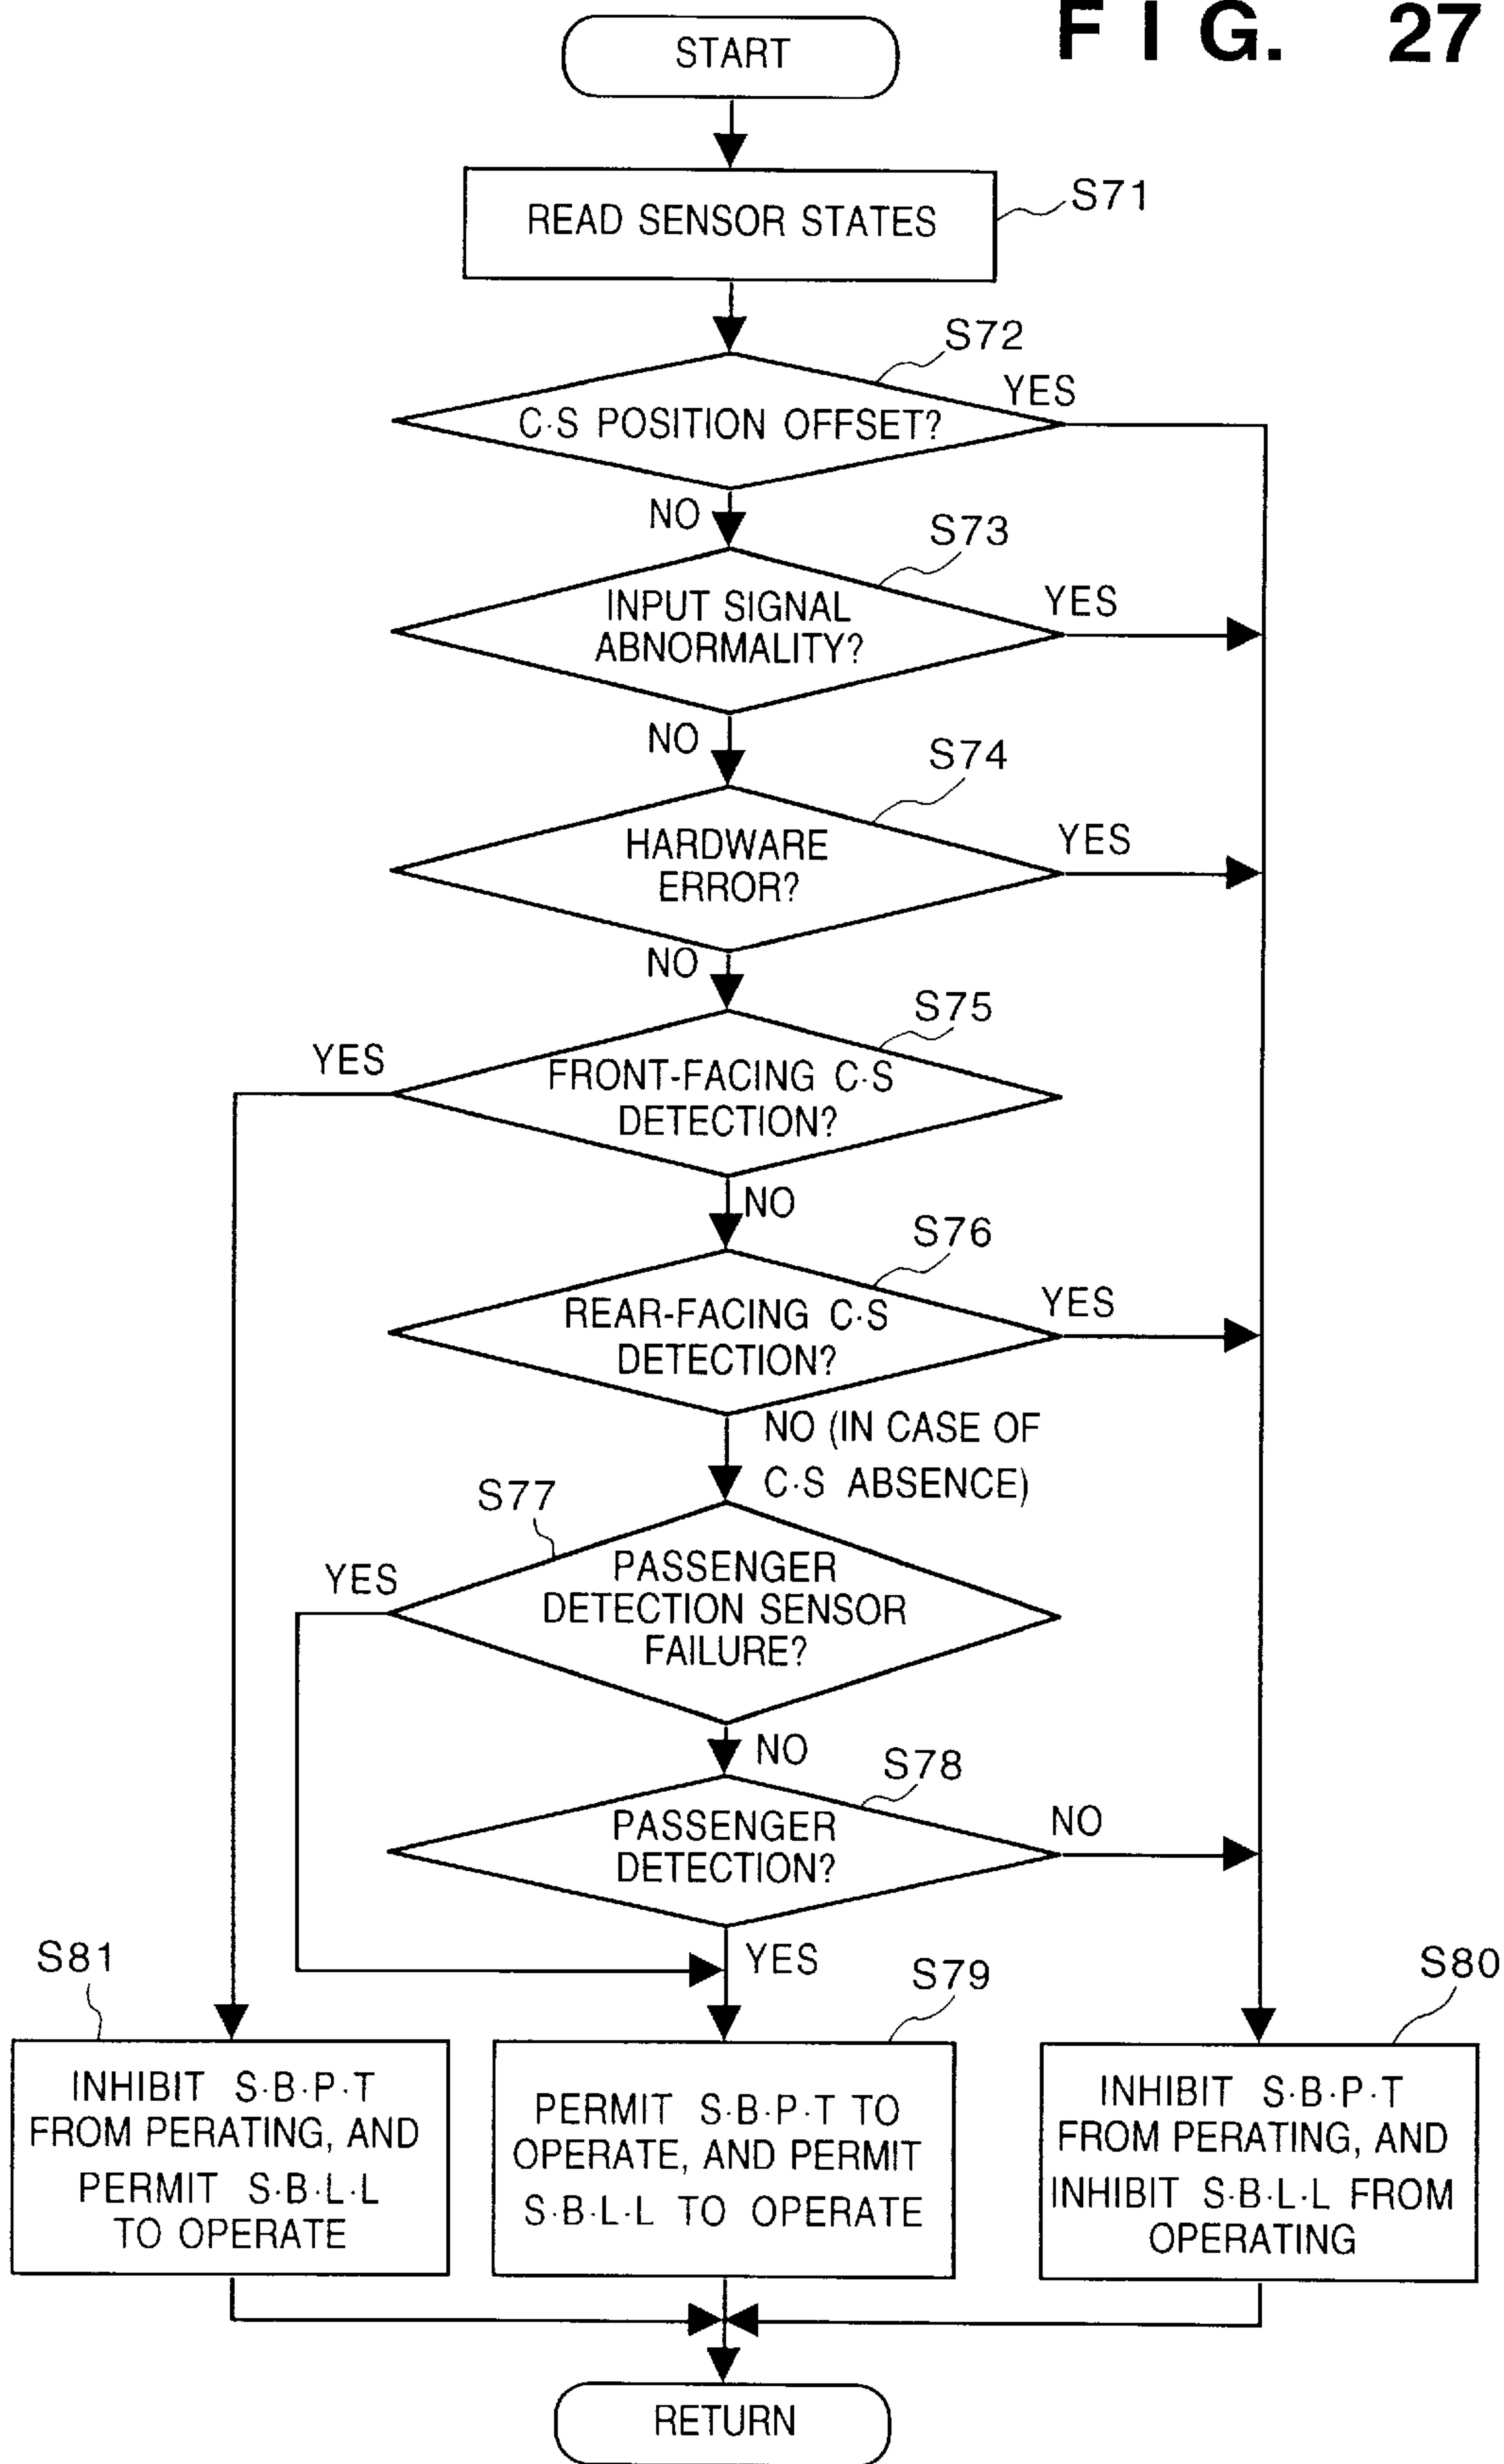 FIG. 27
START
READ SENSOR STATES
S71
S72
C·S POSITION OFFSET?
YES
NO
S73
INPUT SIGNAL
ABNORMALITY?
YES
NO
S74
HARDWARE
ERROR?
YES
NO
S75
FRONT-FACING C·S
DETECTION?
YES
NO
S76
REAR-FACING C·S
DETECTION?
YES
NO (IN CASE OF
C·S ABSENCE)
S77
PASSENGER
DETECTION SENSOR
FAILURE?
YES
NO
S78
PASSENGER
DETECTION?
NO
YES
S81
INHIBIT S·B·P·T
FROM PERATING, AND
PERMIT S·B·L·L
TO OPERATE
S79
PERMIT S·B·P·T TO
OPERATE, AND PERMIT
S·B·L·L TO OPERATE
S80
INHIBIT S·B·P·T
FROM PERATING, AND
INHIBIT S·B·L·L FROM
OPERATING
RETURN